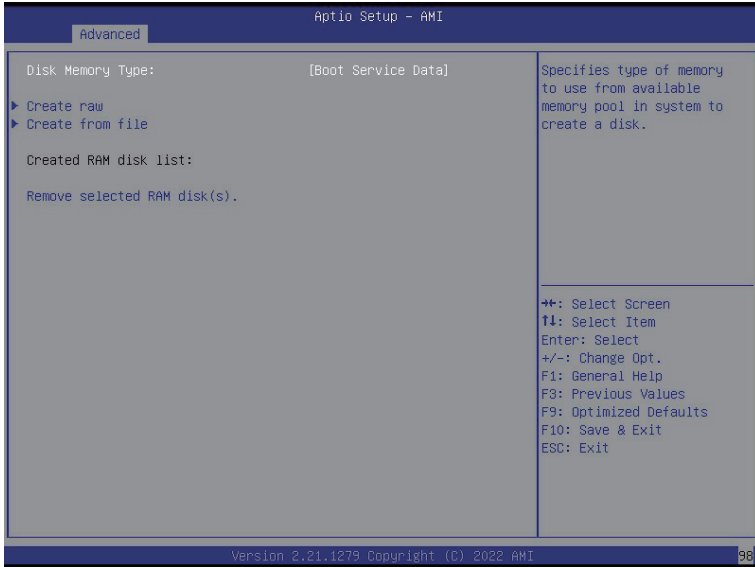 Aptio Setup – AMI
Advanced
Disk Memory Type: [Boot Service Data]
▶ Create raw
▶ Create from file
Created RAM disk list:
Remove selected RAM disk(s).
Specifies type of memory
to use from available
memory pool in system to
create a disk.
→←: Select Screen
↑↓: Select Item
Enter: Select
+/-: Change Opt.
F1: General Help
F3: Previous Values
F9: Optimized Defaults
F10: Save & Exit
ESC: Exit
Version 2.21.1279 Copyright (C) 2022 AMI
98